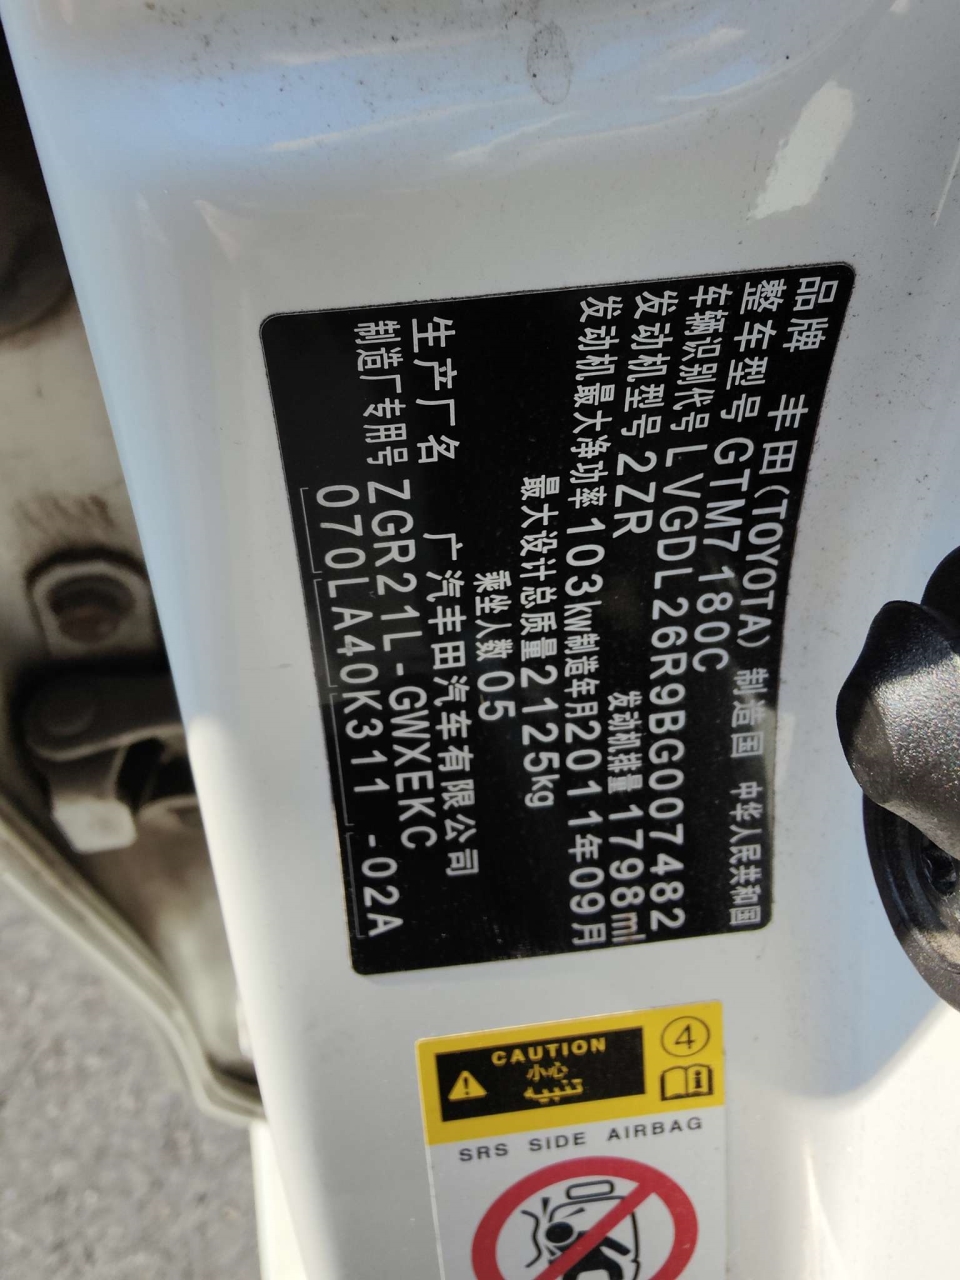 品牌 丰田(TOYOTA) 制造国 中华人民共和国
整车型号 GTM7180C
车辆识别代号 LVGDL26R9BG007482
发动机型号 2ZR 发动机排量 1798ml
发动机最大净功率 103kw 制造年月 2011年09月
最大设计总质量 2125kg
乘坐人数 05
生产厂名 广汽丰田汽车有限公司
制造厂专用号 ZGR21L-GWXEKC
070LA40K311 -02A
CAUTION
小心
تنبيه
4
i
SRS SIDE AIRBAG